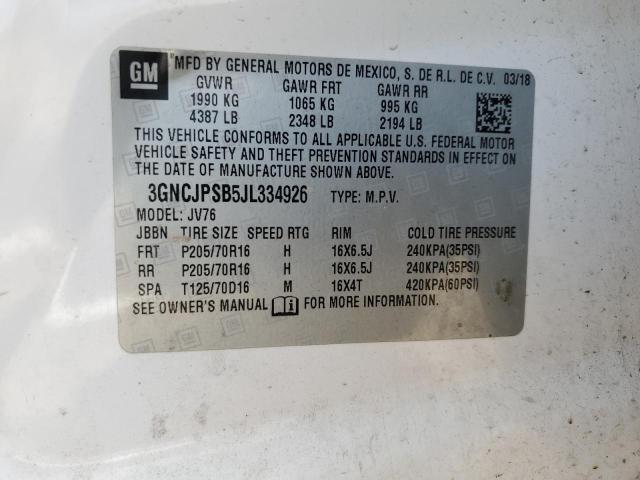 GM MFD BY GENERAL MOTORS DE MEXICO, S. DE R.L. DE C.V. 03/18
GVWR GAWR FRT GAWR RR
1990 KG 1065 KG 995 KG
4387 LB 2348 LB 2194 LB
THIS VEHICLE CONFORMS TO ALL APPLICABLE U.S. FEDERAL MOTOR
VEHICLE SAFETY AND THEFT PREVENTION STANDARDS IN EFFECT ON
THE DATE OF MANUFACTURE SHOWN ABOVE.
3GNCJPSB5JL334926 TYPE: M.P.V.
MODEL: JV76
JBBN TIRE SIZE SPEED RTG RIM COLD TIRE PRESSURE
FRT P205/70R16 H 16X6.5J 240KPA(35PSI)
RR P205/70R16 H 16X6.5J 240KPA(35PSI)
SPA T125/70D16 M 16X4T 420KPA(60PSI)
SEE OWNER'S MANUAL FOR MORE INFORMATION.